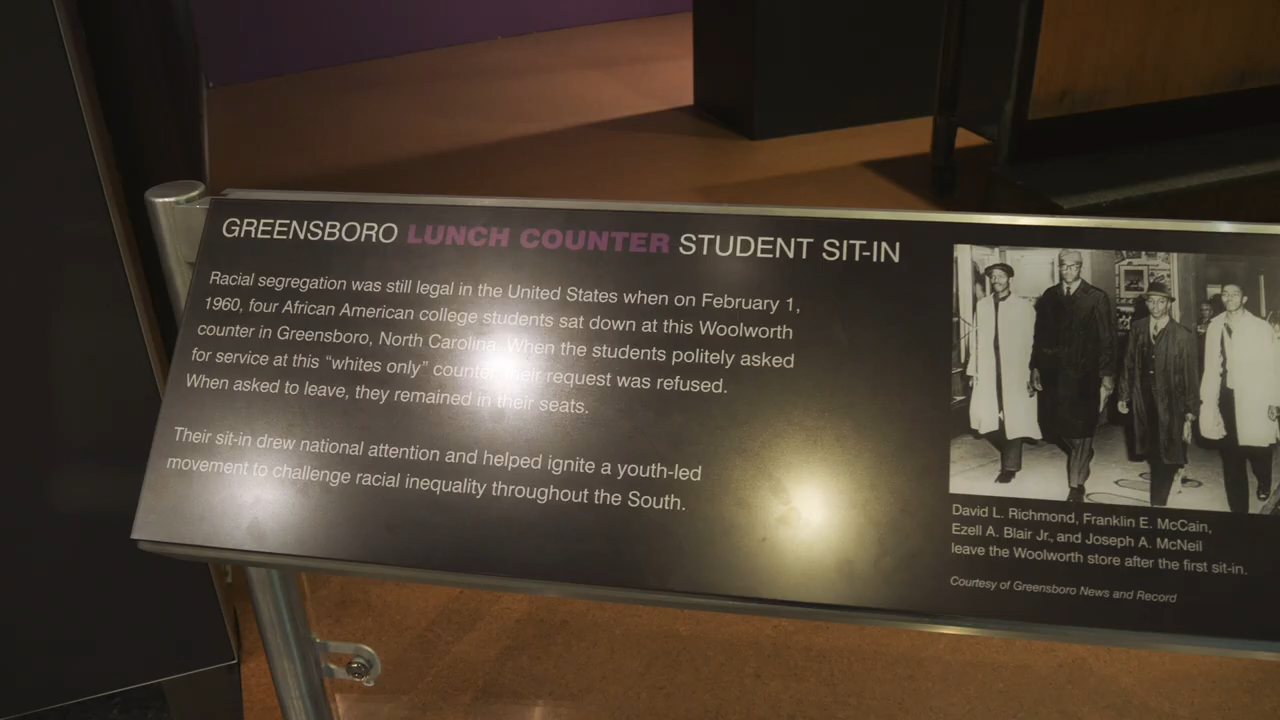 GREENSBORO LUNCH COUNTER STUDENT SIT-IN
Racial segregation was still legal in the United States when on February 1,
1960, four African American college students sat down at this Woolworth
counter in Greensboro, North Carolina. When the students politely asked
for service at this “whites only” counter, their request was refused.
When asked to leave, they remained in their seats.
Their sit-in drew national attention and helped ignite a youth-led
movement to challenge racial inequality throughout the South.
David L. Richmond, Franklin E. McCain,
Ezell A. Blair Jr., and Joseph A. McNeil
leave the Woolworth store after the first sit-in.
Courtesy of Greensboro News and Record